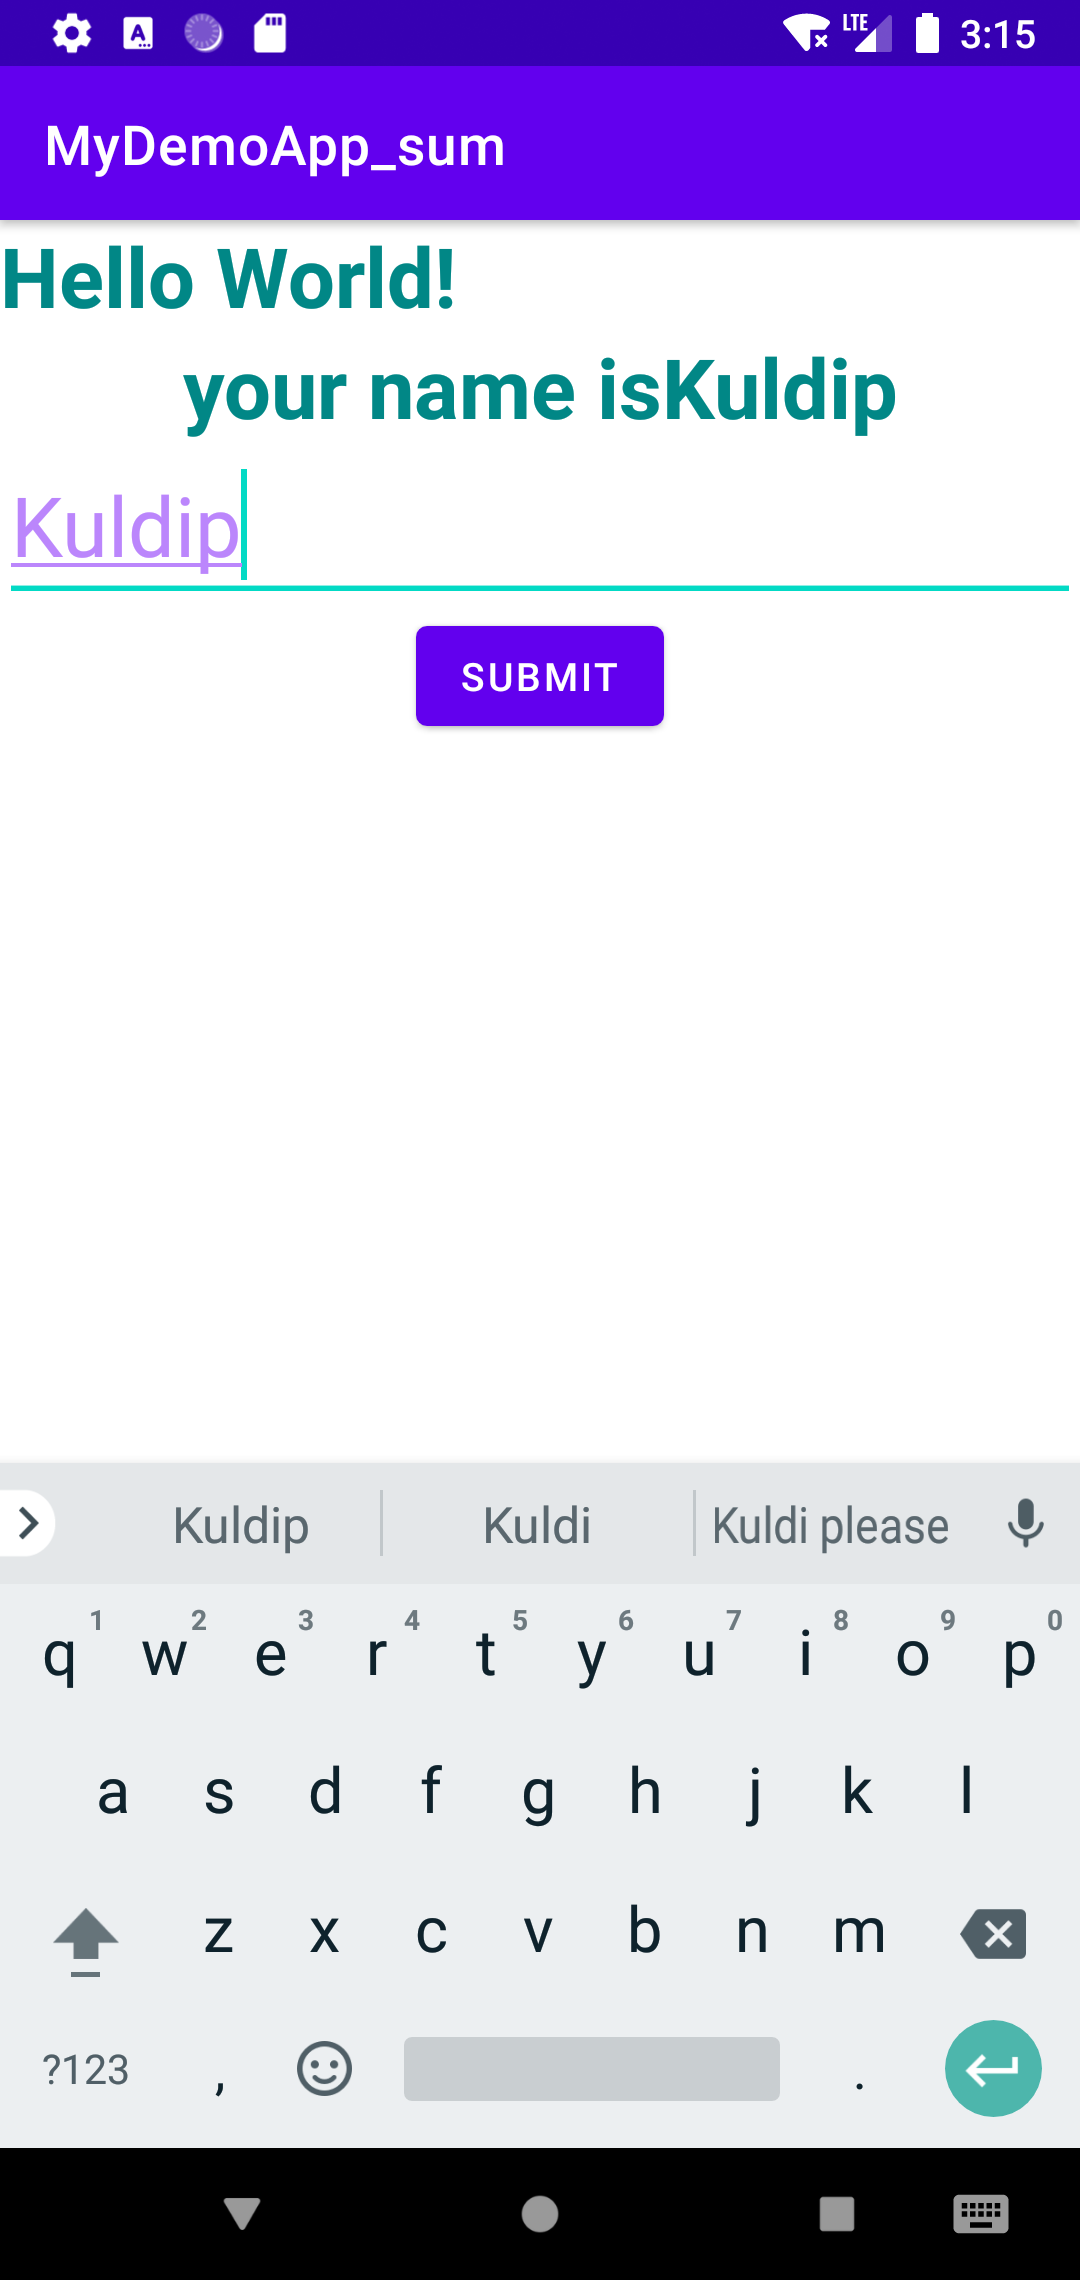 LTE 3:15
MyDemoApp_sum
Hello World!
your name isKuldip
Kuldip
SUBMIT
Kuldip Kuldi Kuldi please
1 2 3 4 5 6 7 8 9 0
q w e r t y u i o p
a s d f g h j k l
z x c v b n m
?123 , .